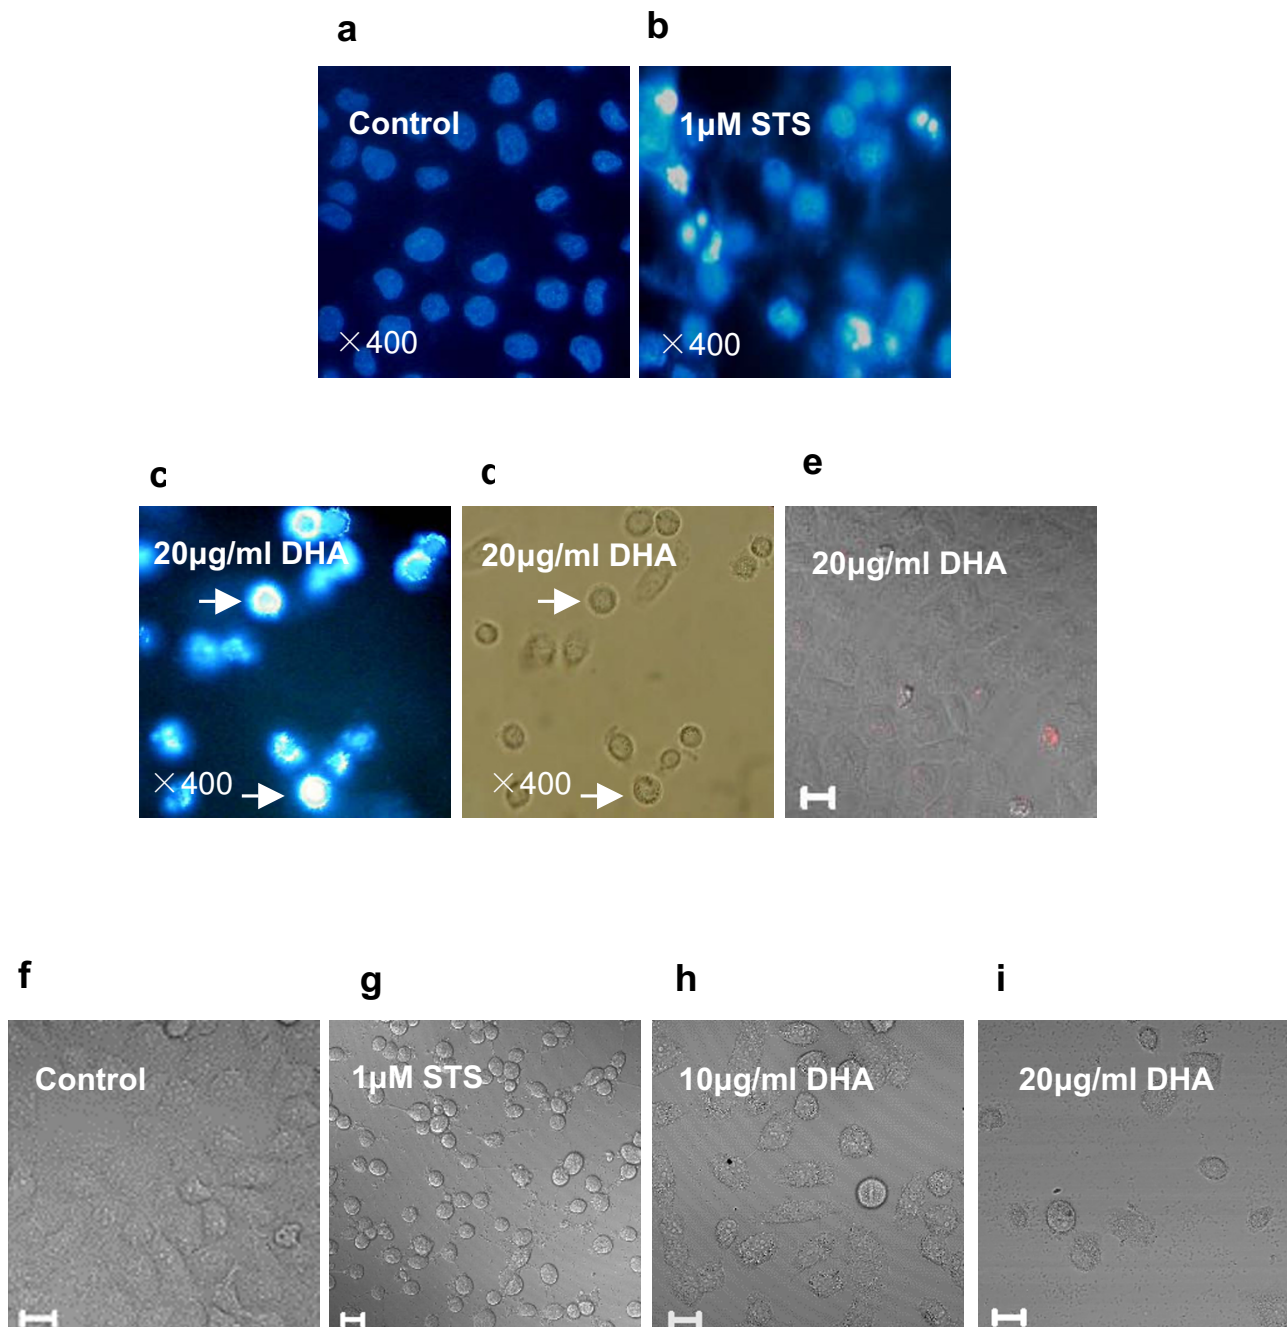 a
b
Control
1µM STS
×400
×400
c
d
e
20µg/ml DHA
20µg/ml DHA
20µg/ml DHA
×400
×400
f
g
h
i
Control
1µM STS
10µg/ml DHA
20µg/ml DHA